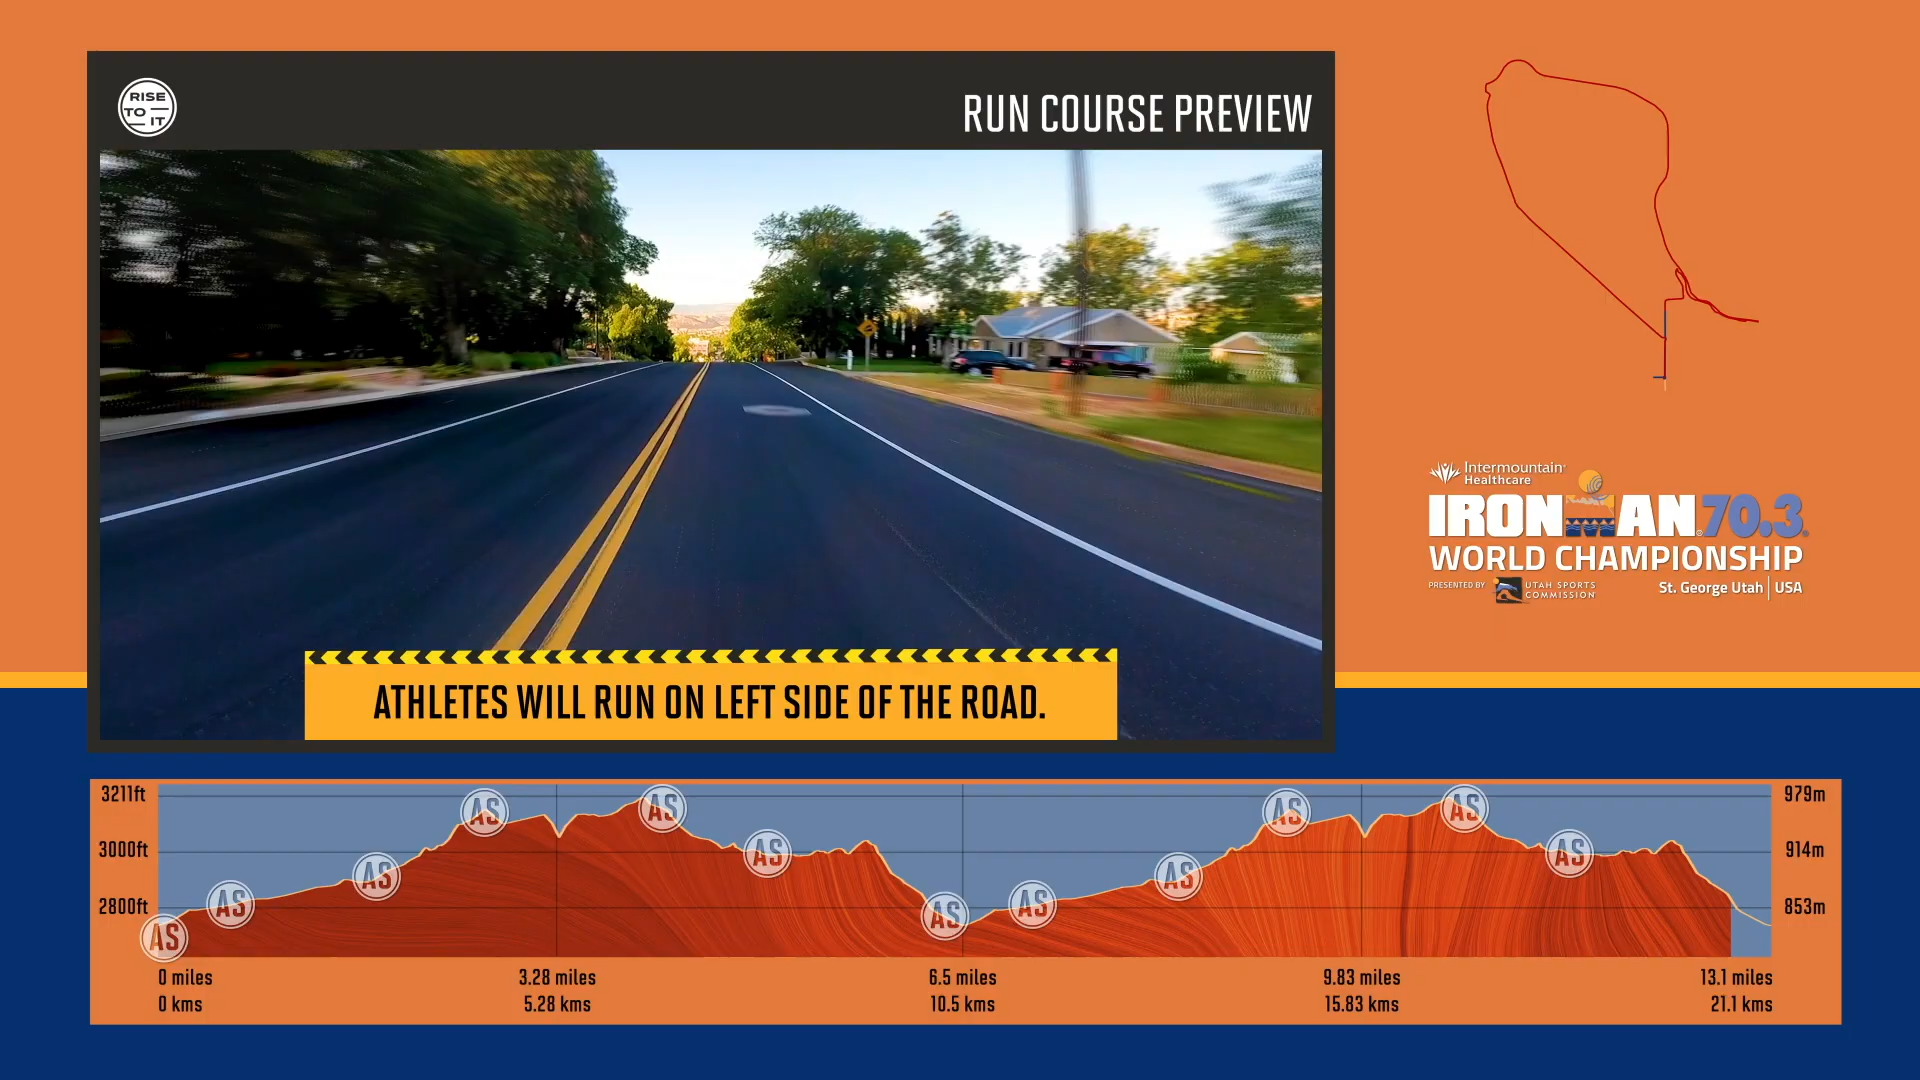 RISE
TO
IT
RUN COURSE PREVIEW
ATHLETES WILL RUN ON LEFT SIDE OF THE ROAD.
Intermountain
Healthcare
IRONMAN 70.3
WORLD CHAMPIONSHIP
PRESENTED BY UTAH SPORTS COMMISSION
St. George Utah | USA
3211ft
3000ft
2800ft
AS AS AS AS AS AS AS AS AS AS AS AS
979m
914m
853m
0 miles 3.28 miles 6.5 miles 9.83 miles 13.1 miles
0 kms 5.28 kms 10.5 kms 15.83 kms 21.1 kms